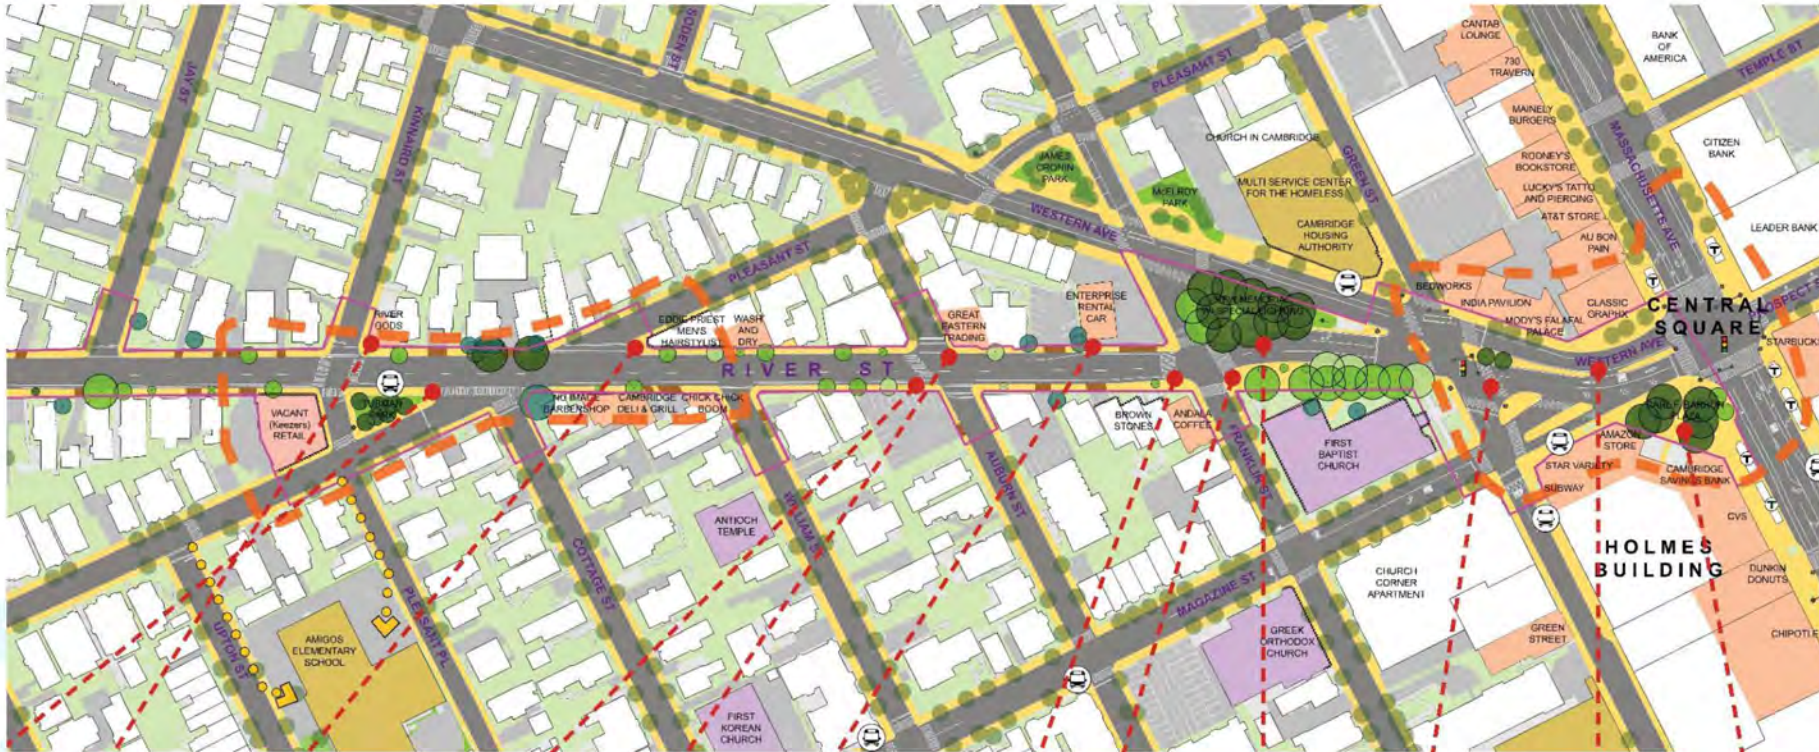 SODEN ST
JAY ST
KINNAIRD ST
PLEASANT ST
CANTAB
LOUNGE
730
TRAVERN
BANK
OF
AMERICA
TEMPLE ST
MAINELY
BURGERS
MASSACHUSETTS AVE
CITIZEN
BANK
CHURCH IN CAMBRIDGE
GREEN ST
JAMES
CRONIN
PARK
McELROY
PARK
MULTI SERVICE CENTER
FOR THE HOMELESS
ROONEY'S
BOOKSTORE
LUCKY'S TATTO
AND PIERCING
AT&T STORE
AU BON
PAIN
LEADER BANK
CAMBRIDGE
HOUSING
AUTHORITY
WESTERN AVE
PLEASANT ST
BEDWORKS
INDIA PAVILION
CLASSIC
GRAPHX
MODY'S FALAFAL
PALACE
CENTRAL
SQUARE
PROSPECT S
STARBUCKS
WESTERN AVE
RIVER
GODS
EDDIE PRIEST
MEN'S
HAIRSTYLIST
WASH
AND
DRY
GREAT
EASTERN
TRADING
ENTERPRISE
RENTAL
CAR
RIVER ST
VACANT
(Keezers)
RETAIL
PARK
NO IMAGE
BARBERSHOP
CAMBRIDGE
DELI & GRILL
CHICK CHICK
BOOM
BROWN
STONES
ANDALA
COFFEE
FRANKLIN ST
FIRST
BAPTIST
CHURCH
AMAZON
STORE
STAR VARIETY
SUBWAY
CAMBRIDGE
SAVINGS BANK
CVS
T
T
T
T
T
T
ANTIOCH
TEMPLE
WILLIAM ST
AUBURN ST
COTTAGE ST
MAGAZINE ST
HOLMES
BUILDING
DUNKIN
DONUTS
CHURCH
CORNER
APARTMENT
GREEN
STREET
CHIPOTLE
GREEK
ORTHODOX
CHURCH
UPTON ST
PLEASANT PL
AMIGOS
ELEMENTARY
SCHOOL
FIRST
KOREAN
CHURCH